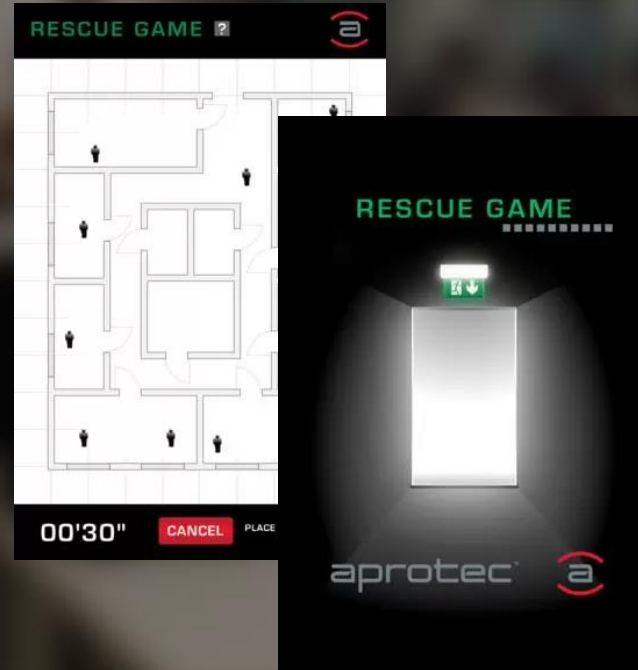 RESCUE GAME ?
a
00'30" CANCEL PLACE
RESCUE GAME
aprotec a